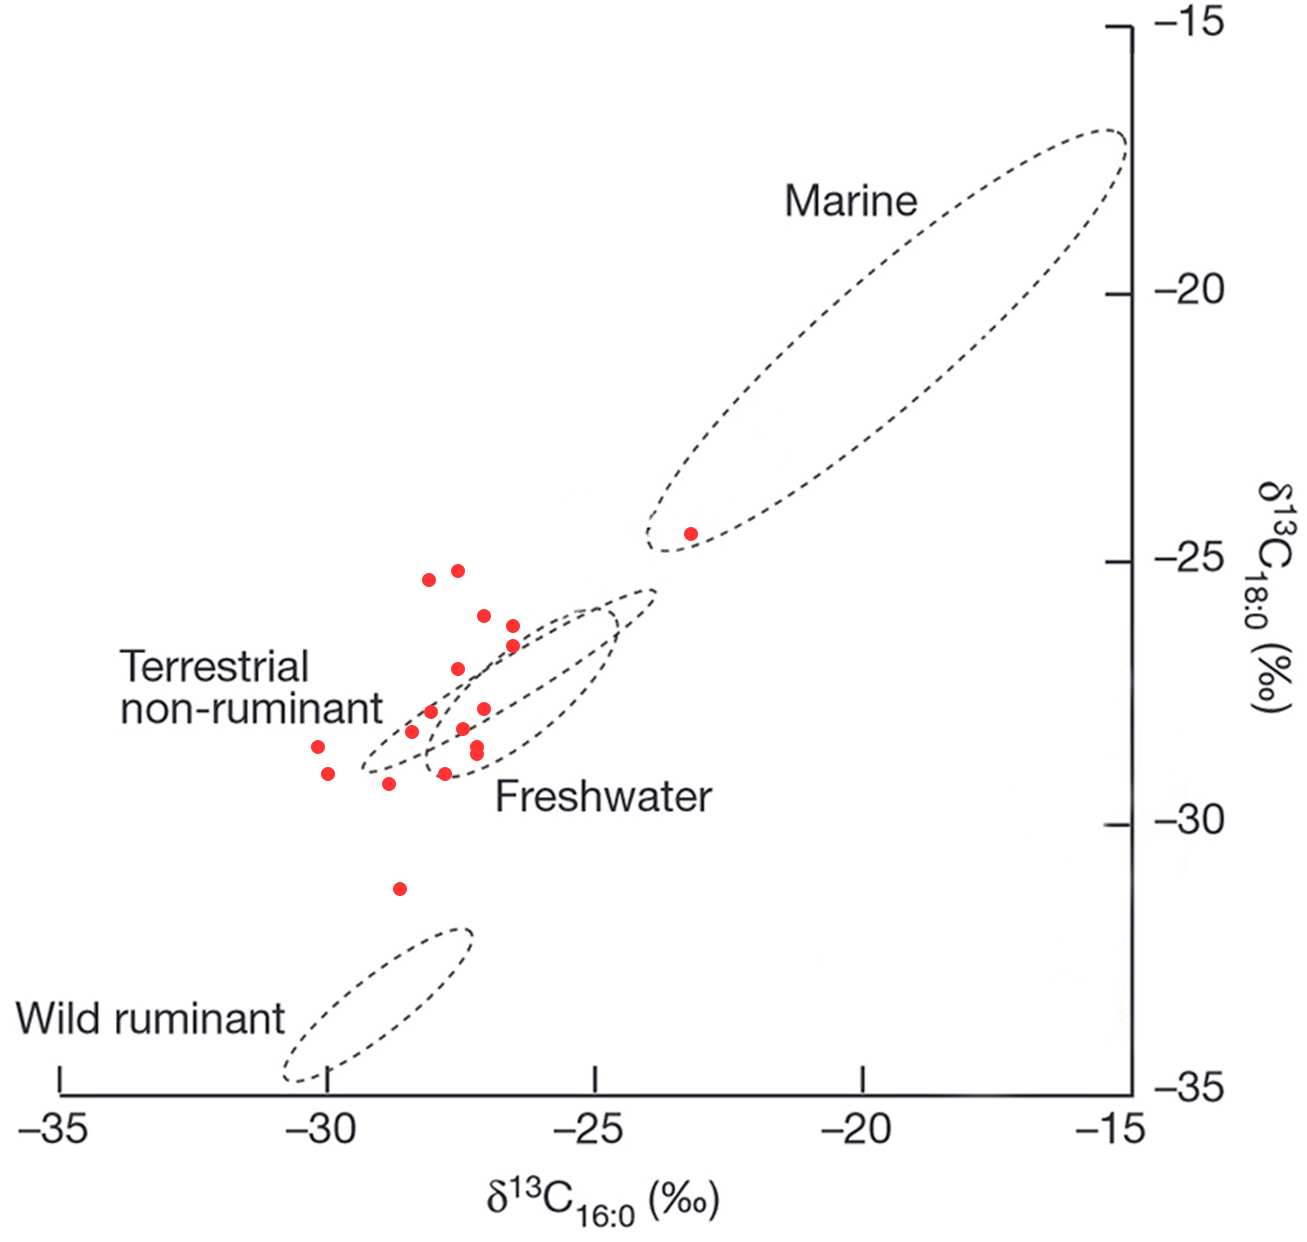 –15
Marine
–20
–25
δ¹³C₁₈:₀ (‰)
Terrestrial
non-ruminant
Freshwater
–30
Wild ruminant
–35
–35 –30 –25 –20 –15
δ¹³C₁₆:₀ (‰)